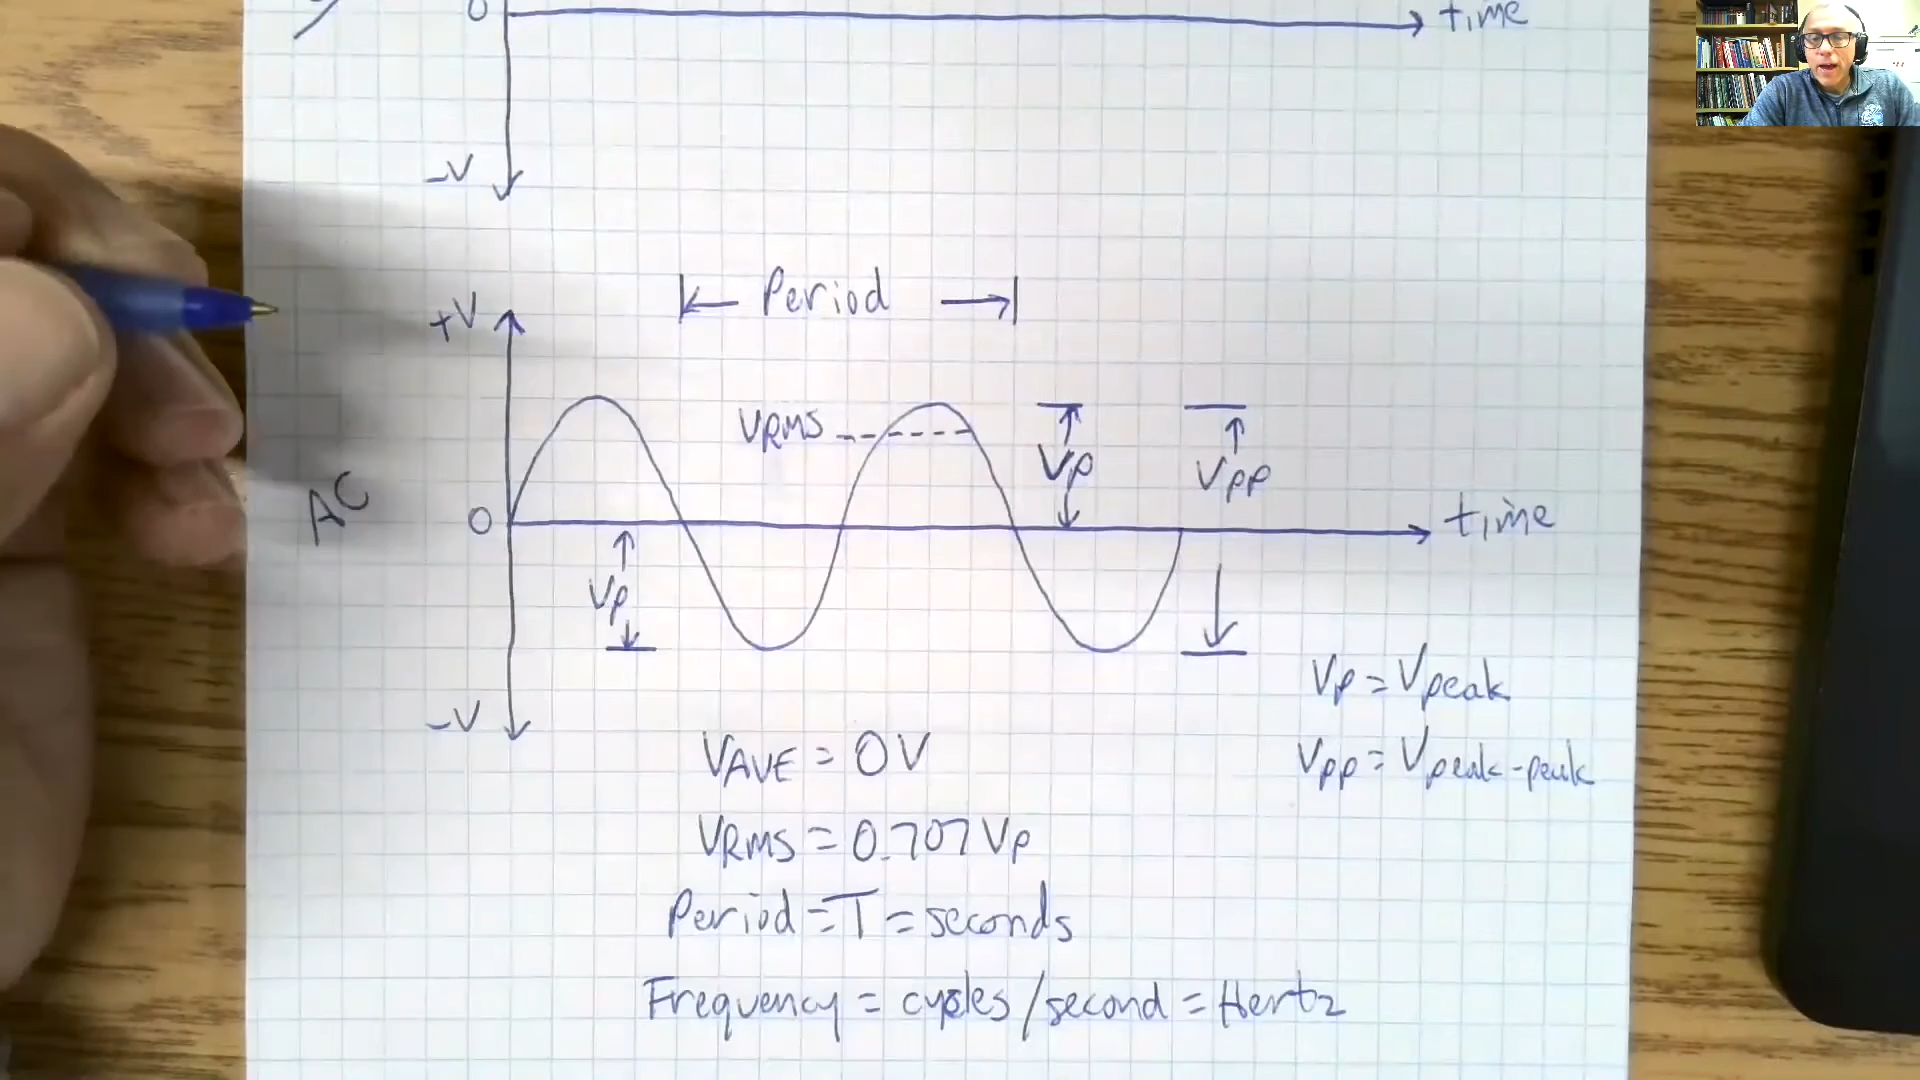 0
time
-V
Period
+V
VRMS
Vp
Vpp
AC
0
time
Vp
Vp = Vpeak
-V
VAVE = 0V
Vpp = Vpeak-peak
VRMS = 0.707 Vp
Period = T = seconds
Frequency = cycles/second = Hertz